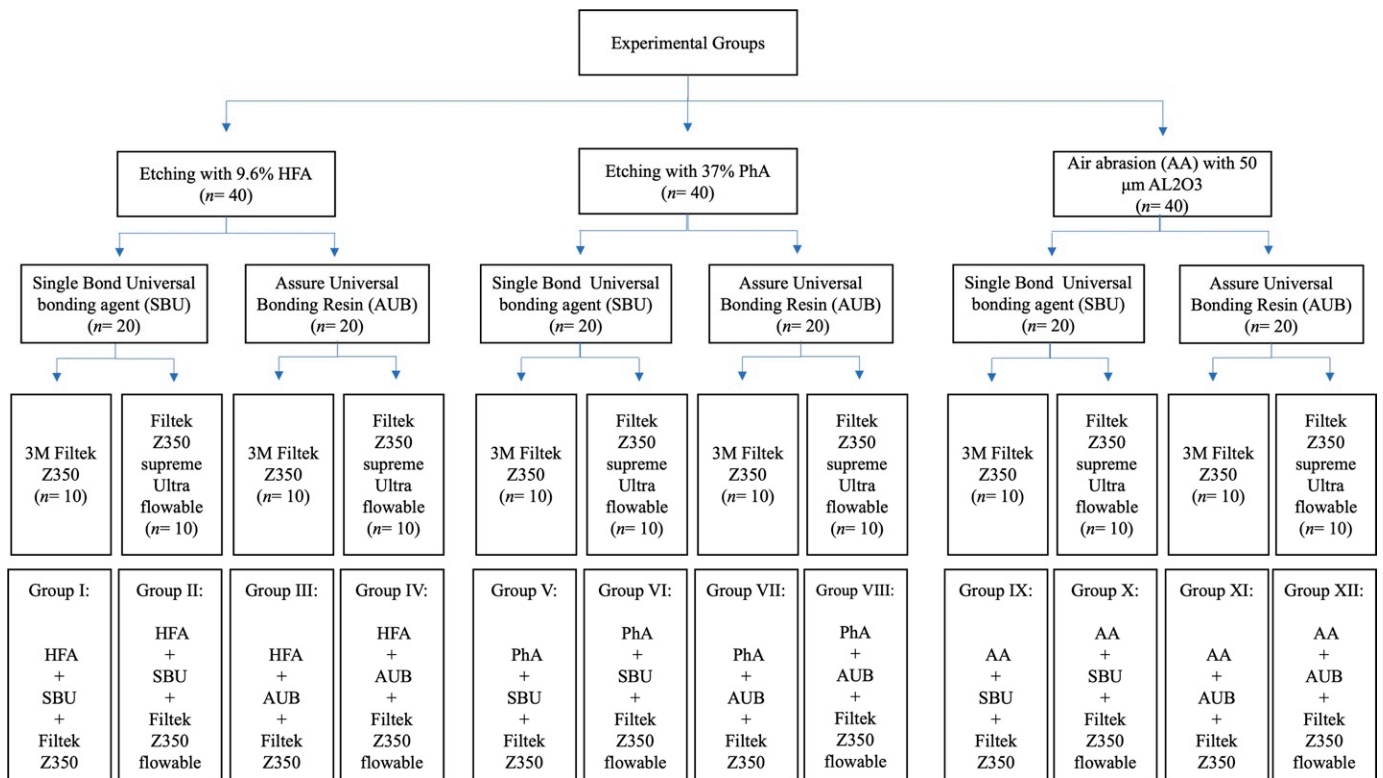 Experimental Groups
Etching with 9.6% HFA
(n= 40)
Etching with 37% PhA
(n= 40)
Air abrasion (AA) with 50
µm AL2O3
(n= 40)
Single Bond Universal
bonding agent (SBU)
(n= 20)
Assure Universal
Bonding Resin (AUB)
(n= 20)
Single Bond Universal
bonding agent (SBU)
(n= 20)
Assure Universal
Bonding Resin (AUB)
(n= 20)
Single Bond Universal
bonding agent (SBU)
(n= 20)
Assure Universal
Bonding Resin (AUB)
(n= 20)
3M Filtek
Z350
(n= 10)
Filtek
Z350
supreme
Ultra
flowable
(n= 10)
3M Filtek
Z350
(n= 10)
Filtek
Z350
supreme
Ultra
flowable
(n= 10)
3M Filtek
Z350
(n= 10)
Filtek
Z350
supreme
Ultra
flowable
(n= 10)
3M Filtek
Z350
(n= 10)
Filtek
Z350
supreme
Ultra
flowable
(n= 10)
3M Filtek
Z350
(n= 10)
Filtek
Z350
supreme
Ultra
flowable
(n= 10)
3M Filtek
Z350
(n= 10)
Filtek
Z350
supreme
Ultra
flowable
(n= 10)
Group I:
HFA
+
SBU
+
Filtek
Z350
Group II:
HFA
+
SBU
+
Filtek
Z350
flowable
Group III:
HFA
+
AUB
+
Filtek
Z350
Group IV:
HFA
+
AUB
+
Filtek
Z350
flowable
Group V:
PhA
+
SBU
+
Filtek
Z350
Group VI:
PhA
+
SBU
+
Filtek
Z350
flowable
Group VII:
PhA
+
AUB
+
Filtek
Z350
Group VIII:
PhA
+
AUB
+
Filtek
Z350
flowable
Group IX:
AA
+
SBU
+
Filtek
Z350
Group X:
AA
+
SBU
+
Filtek
Z350
flowable
Group XI:
AA
+
AUB
+
Filtek
Z350
Group XII:
AA
+
AUB
+
Filtek
Z350
flowable